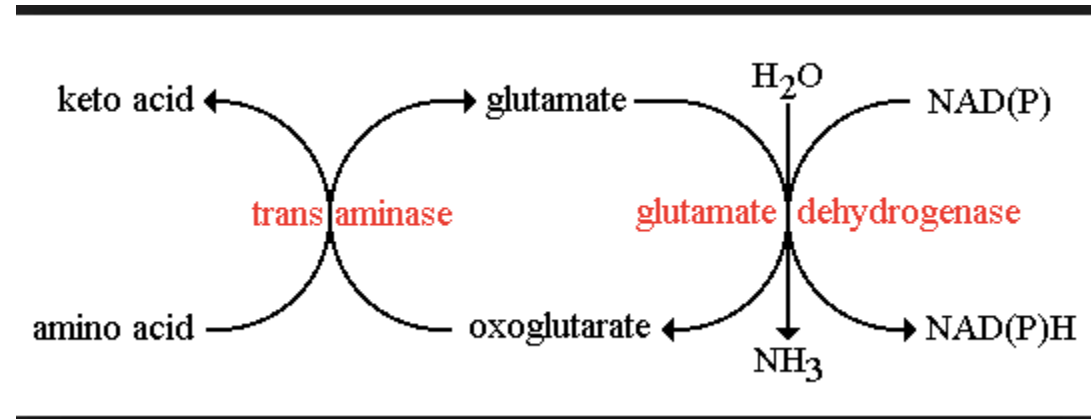 H2O
keto acid glutamate NAD(P)
trans aminase glutamate dehydrogenase
amino acid oxoglutarate NAD(P)H
NH3